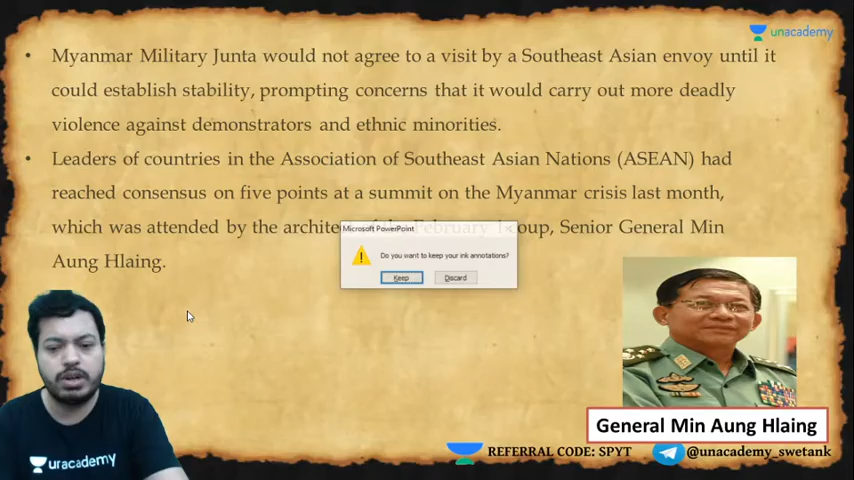 unacademy
• Myanmar Military Junta would not agree to a visit by a Southeast Asian envoy until it
could establish stability, prompting concerns that it would carry out more deadly
violence against demonstrators and ethnic minorities.
• Leaders of countries in the Association of Southeast Asian Nations (ASEAN) had
reached consensus on five points at a summit on the Myanmar crisis last month,
which was attended by the February 1 coup, Senior General Min
Aung Hlaing.
Microsoft PowerPoint
Do you want to keep your ink annotations?
Keep Discard
General Min Aung Hlaing
unacademy
REFERRAL CODE: SPYT @unacademy_swetank